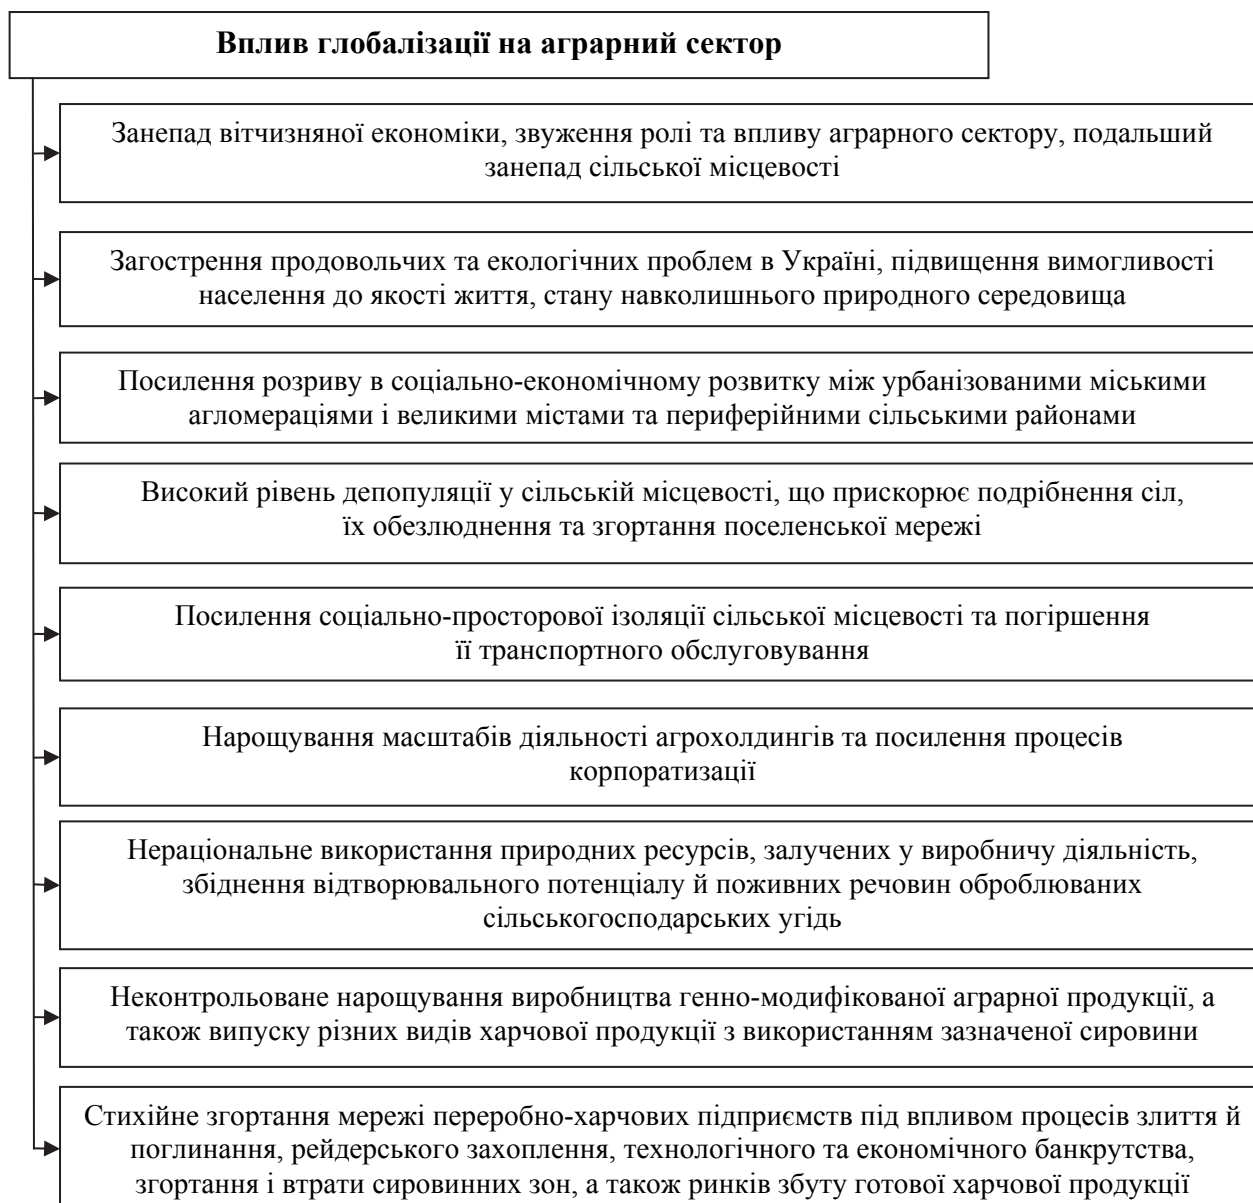 Вплив глобалізації на аграрний сектор
Занепад вітчизняної економіки, звуження ролі та впливу аграрного сектору, подальший
занепад сільської місцевості
Загострення продовольчих та екологічних проблем в Україні, підвищення вимогливості
населення до якості життя, стану навколишнього природного середовища
Посилення розриву в соціально-економічному розвитку між урбанізованими міськими
агломераціями і великими містами та периферійними сільськими районами
Високий рівень депопуляції у сільській місцевості, що прискорює подрібнення сіл,
їх обезлюднення та згортання поселенської мережі
Посилення соціально-просторової ізоляції сільської місцевості та погіршення
її транспортного обслуговування
Нарощування масштабів діяльності агрохолдингів та посилення процесів
корпоратизації
Нераціональне використання природних ресурсів, залучених у виробничу діяльність,
збіднення відтворювального потенціалу й поживних речовин оброблюваних
сільськогосподарських угідь
Неконтрольоване нарощування виробництва генно-модифікованої аграрної продукції, а
також випуску різних видів харчової продукції з використанням зазначеної сировини
Стихійне згортання мережі переробно-харчових підприємств під впливом процесів злиття й
поглинання, рейдерського захоплення, технологічного та економічного банкрутства,
згортання і втрати сировинних зон, а також ринків збуту готової харчової продукції